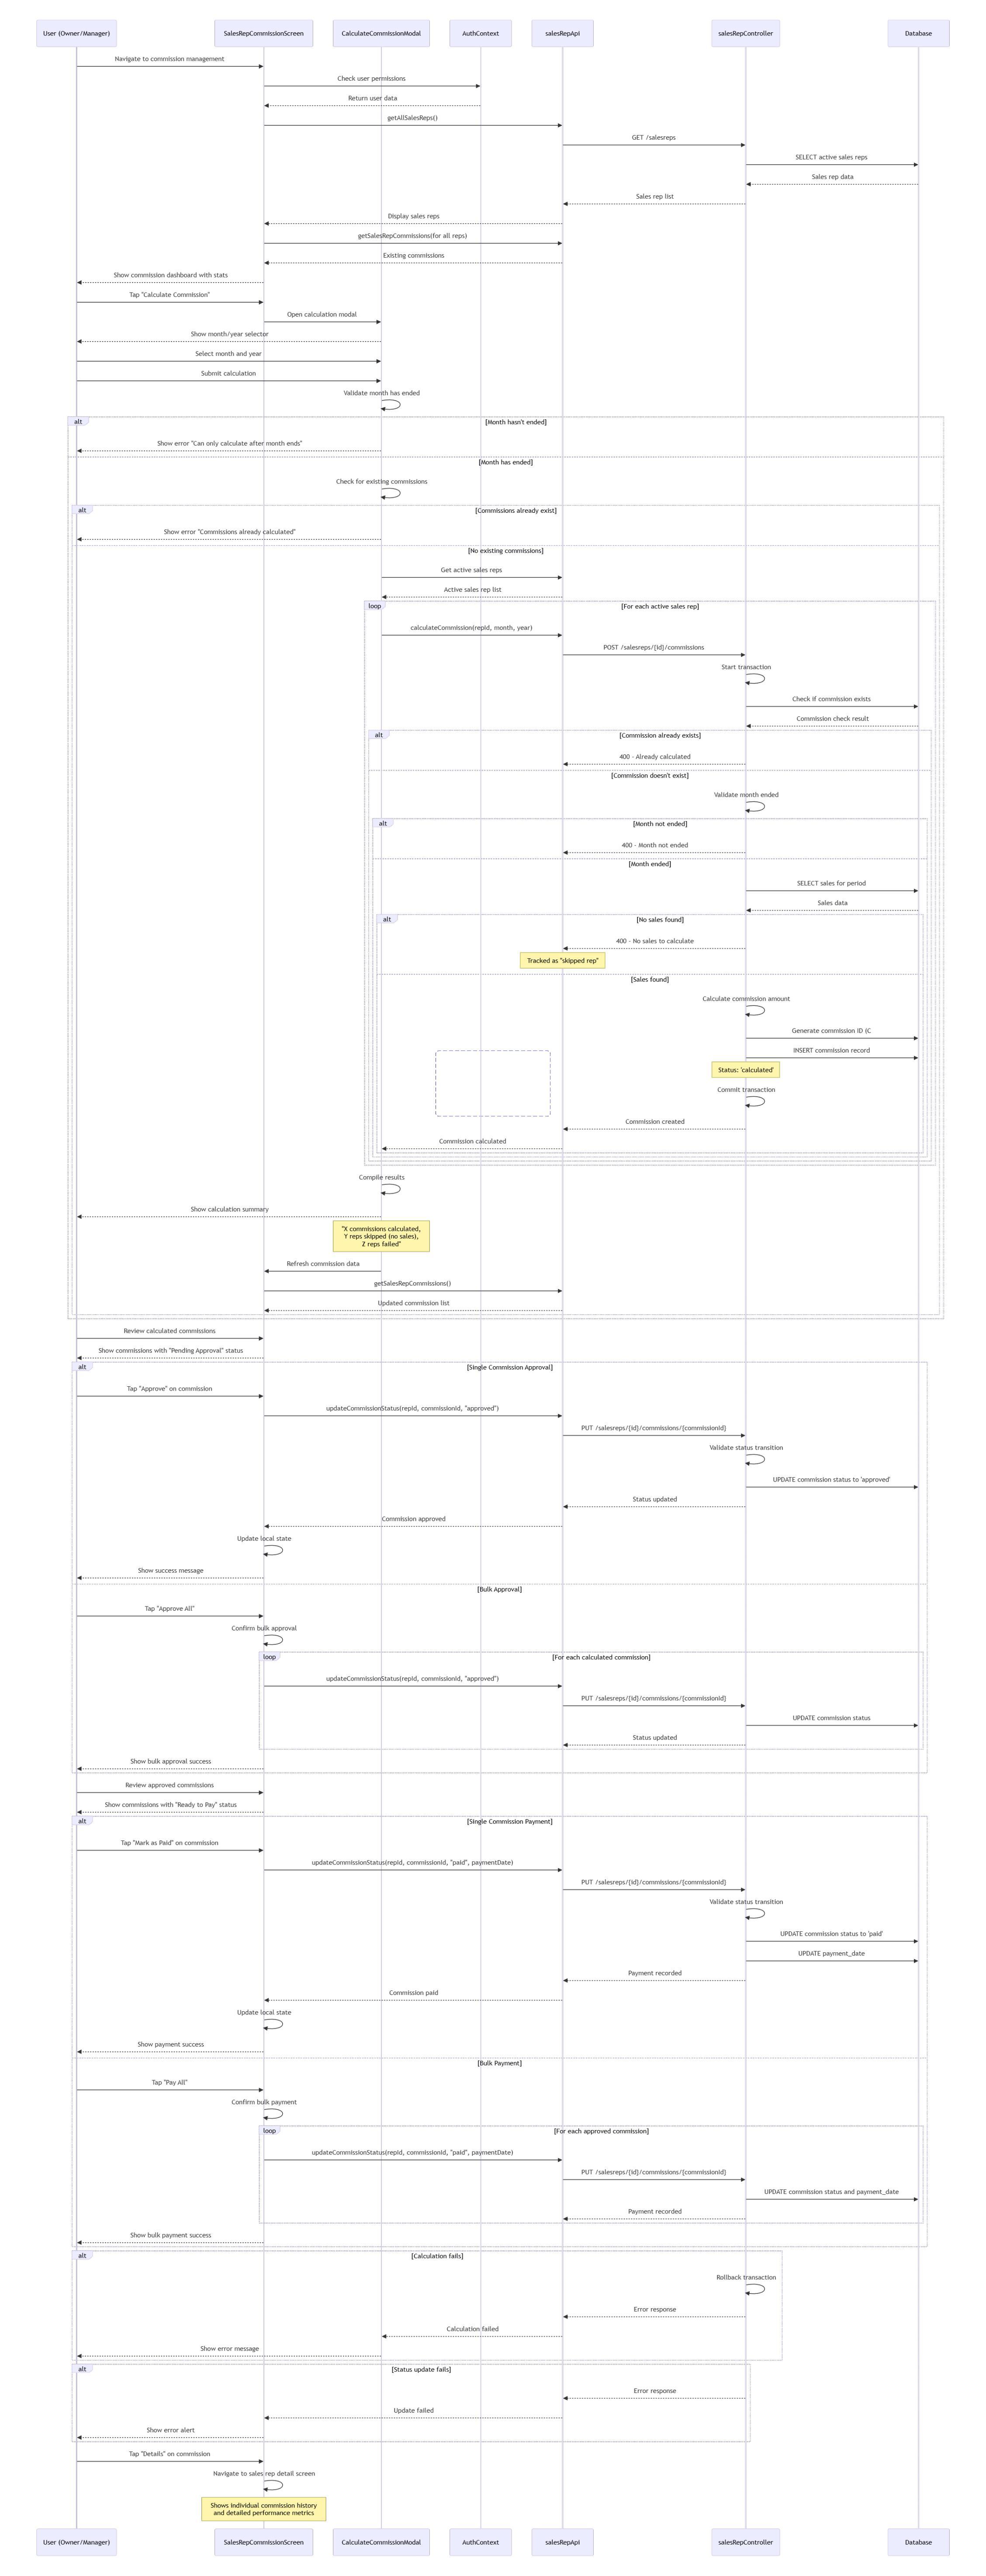 User (Owner/Manager)
SalesRepCommissionScreen
CalculateCommissionModal
AuthContext
salesRepApi
salesRepController
Database
Navigate to commission management
Check user permissions
Return user data
getAllSalesReps()
GET /salesreps
SELECT active sales reps
Sales rep data
Sales rep list
Display sales reps
getSalesRepCommissions(for all reps)
Existing commissions
Show commission dashboard with stats
Tap "Calculate Commission"
Open calculation modal
Show month/year selector
Select month and year
Submit calculation
Validate month has ended
alt
[Month hasn't ended]
Show error "Can only calculate after month ends"
[Month has ended]
Check for existing commissions
alt
[Commissions already exist]
Show error "Commissions already calculated"
[No existing commissions]
Get active sales reps
Active sales rep list
loop
[For each active sales rep]
calculateCommission(repId, month, year)
POST /salesreps/{id}/commissions
Start transaction
Check if commission exists
Commission check result
alt
[Commission already exists]
400 - Already calculated
[Commission doesn't exist]
Validate month ended
alt
[Month not ended]
400 - Month not ended
[Month ended]
SELECT sales for period
Sales data
alt
[No sales found]
400 - No sales to calculate
Tracked as "skipped rep"
[Sales found]
Calculate commission amount
Generate commission ID (C
INSERT commission record
Status: 'calculated'
Commit transaction
Commission created
Commission calculated
Compile results
Show calculation summary
"X commissions calculated,
Y reps skipped (no sales),
Z reps failed"
Refresh commission data
getSalesRepCommissions()
Updated commission list
Review calculated commissions
Show commissions with "Pending Approval" status
alt
[Single Commission Approval]
Tap "Approve" on commission
updateCommissionStatus(repId, commissionId, "approved")
PUT /salesreps/{id}/commissions/{commissionId}
Validate status transition
UPDATE commission status to 'approved'
Status updated
Commission approved
Update local state
Show success message
[Bulk Approval]
Tap "Approve All"
Confirm bulk approval
loop
[For each calculated commission]
updateCommissionStatus(repId, commissionId, "approved")
PUT /salesreps/{id}/commissions/{commissionId}
UPDATE commission status
Status updated
Show bulk approval success
Review approved commissions
Show commissions with "Ready to Pay" status
alt
[Single Commission Payment]
Tap "Mark as Paid" on commission
updateCommissionStatus(repId, commissionId, "paid", paymentDate)
PUT /salesreps/{id}/commissions/{commissionId}
Validate status transition
UPDATE commission status to 'paid'
UPDATE payment_date
Payment recorded
Commission paid
Update local state
Show payment success
[Bulk Payment]
Tap "Pay All"
Confirm bulk payment
loop
[For each approved commission]
updateCommissionStatus(repId, commissionId, "paid", paymentDate)
PUT /salesreps/{id}/commissions/{commissionId}
UPDATE commission status and payment_date
Payment recorded
Show bulk payment success
alt
[Calculation fails]
Rollback transaction
Error response
Calculation failed
Show error message
alt
[Status update fails]
Error response
Update failed
Show error alert
Tap "Details" on commission
Navigate to sales rep detail screen
Shows individual commission history
and detailed performance metrics
User (Owner/Manager)
SalesRepCommissionScreen
CalculateCommissionModal
AuthContext
salesRepApi
salesRepController
Database